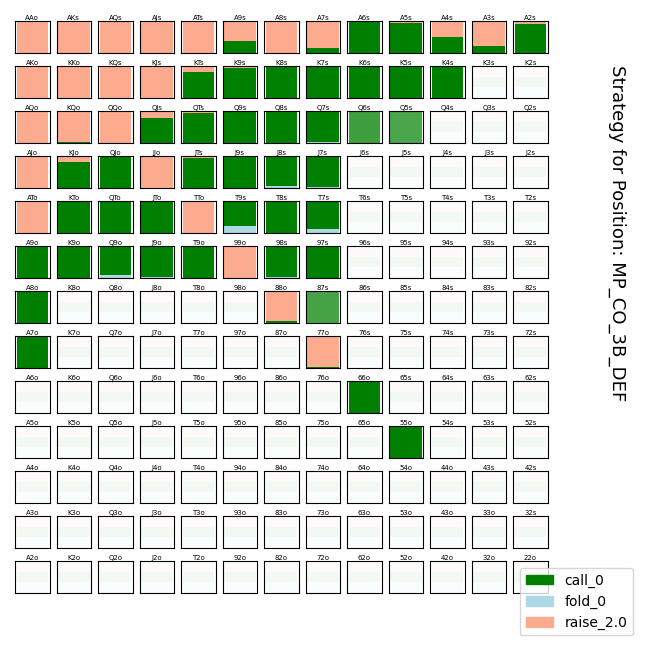 AAo AKs AQs AJs ATs A9s A8s A7s A6s A5s A4s A3s A2s
AKo KKo KQs KJs KTs K9s K8s K7s K6s K5s K4s K3s K2s
AQo KQo QQo QJs QTs Q9s Q8s Q7s Q6s Q5s Q4s Q3s Q2s
AJo KJo QJo JJo JTs J9s J8s J7s J6s J5s J4s J3s J2s
ATo KTo QTo JTo TTo T9s T8s T7s T6s T5s T4s T3s T2s
A9o K9o Q9o J9o T9o 99o 98s 97s 96s 95s 94s 93s 92s
A8o K8o Q8o J8o T8o 98o 88o 87s 86s 85s 84s 83s 82s
A7o K7o Q7o J7o T7o 97o 87o 77o 76s 75s 74s 73s 72s
A6o K6o Q6o J6o T6o 96o 86o 76o 66o 65s 64s 63s 62s
A5o K5o Q5o J5o T5o 95o 85o 75o 65o 55o 54s 53s 52s
A4o K4o Q4o J4o T4o 94o 84o 74o 64o 54o 44o 43s 42s
A3o K3o Q3o J3o T3o 93o 83o 73o 63o 53o 43o 33o 32s
A2o K2o Q2o J2o T2o 92o 82o 72o 62o 52o 42o 32o 22o
Strategy for Position: MP_CO_3B_DEF
call_0
fold_0
raise_2.0